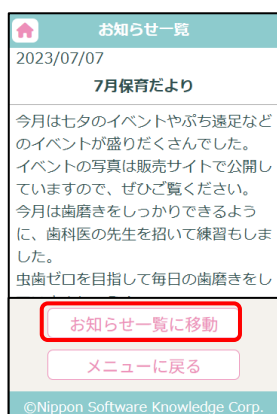 お知らせ一覧
2023/07/07
7月保育だより
今月は七夕のイベントやぷち遠足など
のイベントが盛りだくさんでした。
イベントの写真は販売サイトで公開し
ていますので、ぜひご覧ください。
今月は歯磨きをしっかりできるよう
に、歯科医の先生を招いて練習もしま
した。
虫歯ゼロを目指して毎日の歯磨きをし
お知らせ一覧に移動
メニューに戻る
©Nippon Software Knowledge Corp.